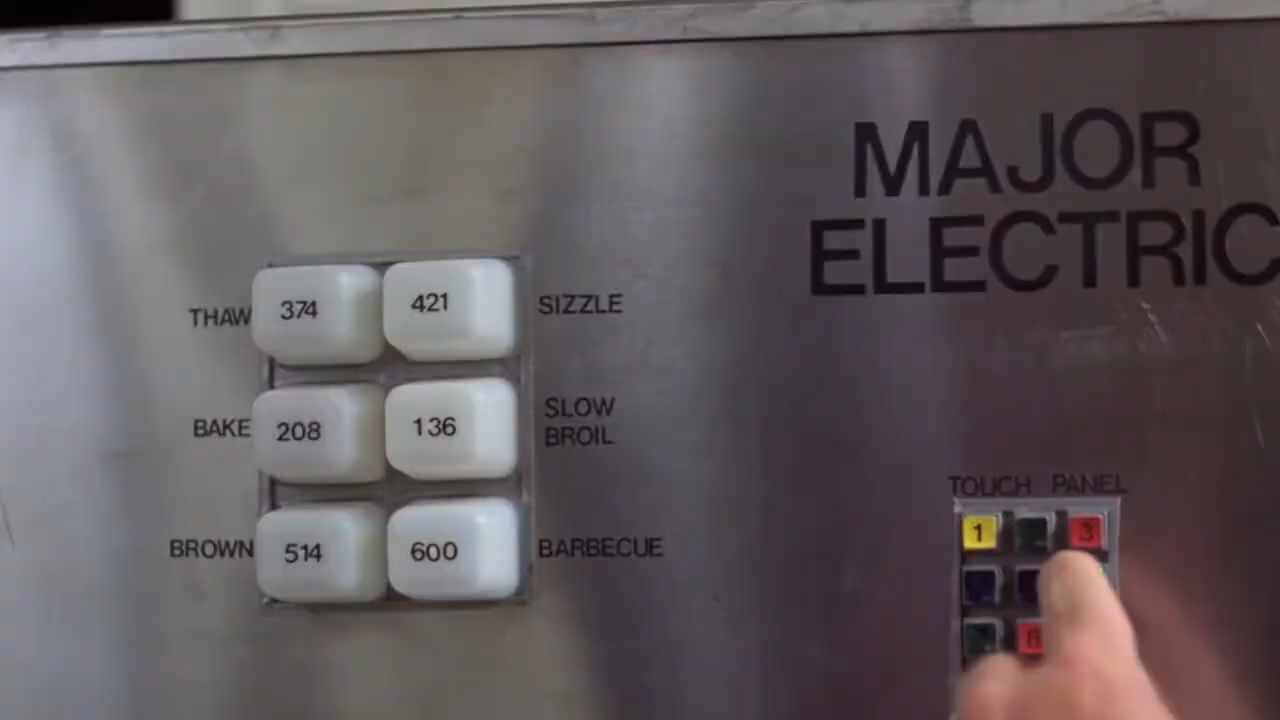 MAJOR
ELECTRIC
THAW 374 421 SIZZLE
BAKE 208 136 SLOW BROIL
BROWN 514 600 BARBECUE
TOUCH PANEL
1 3